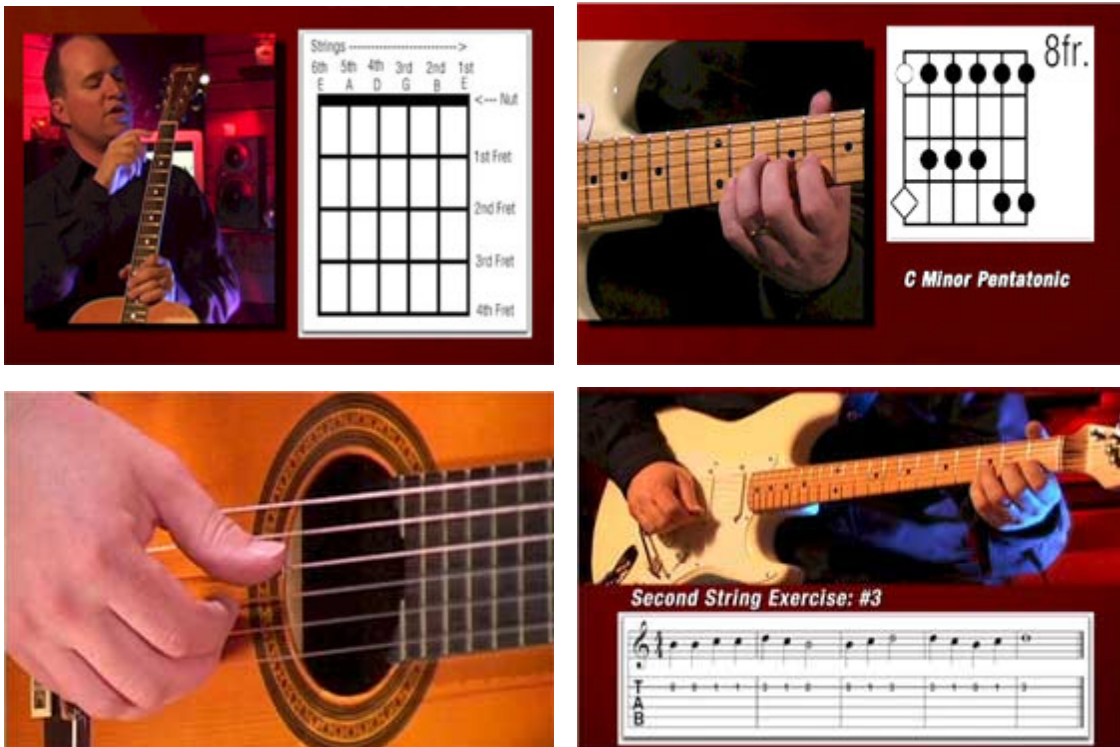 Strings -------------------------->
6th 5th 4th 3rd 2nd 1st
E A D G B E
<--- Nut
1st Fret
2nd Fret
3rd Fret
4th Fret
8fr.
C Minor Pentatonic
Second String Exercise: #3
T
A
B